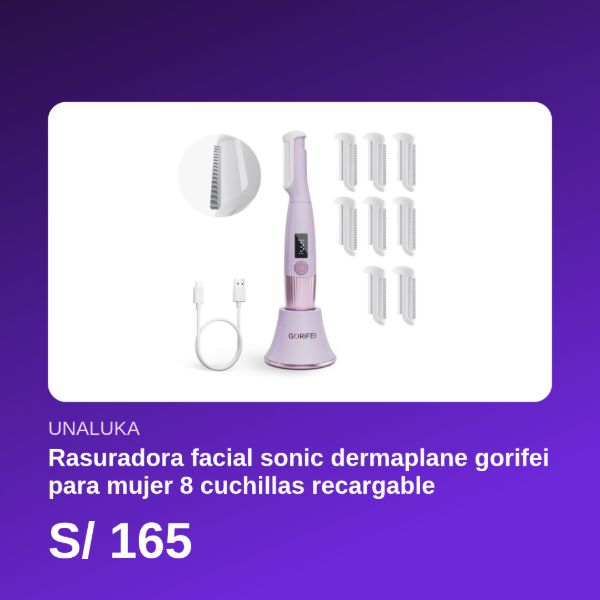 GORIFEI
UNALUKA
Rasuradora facial sonic dermaplane gorifei
para mujer 8 cuchillas recargable
S/ 165